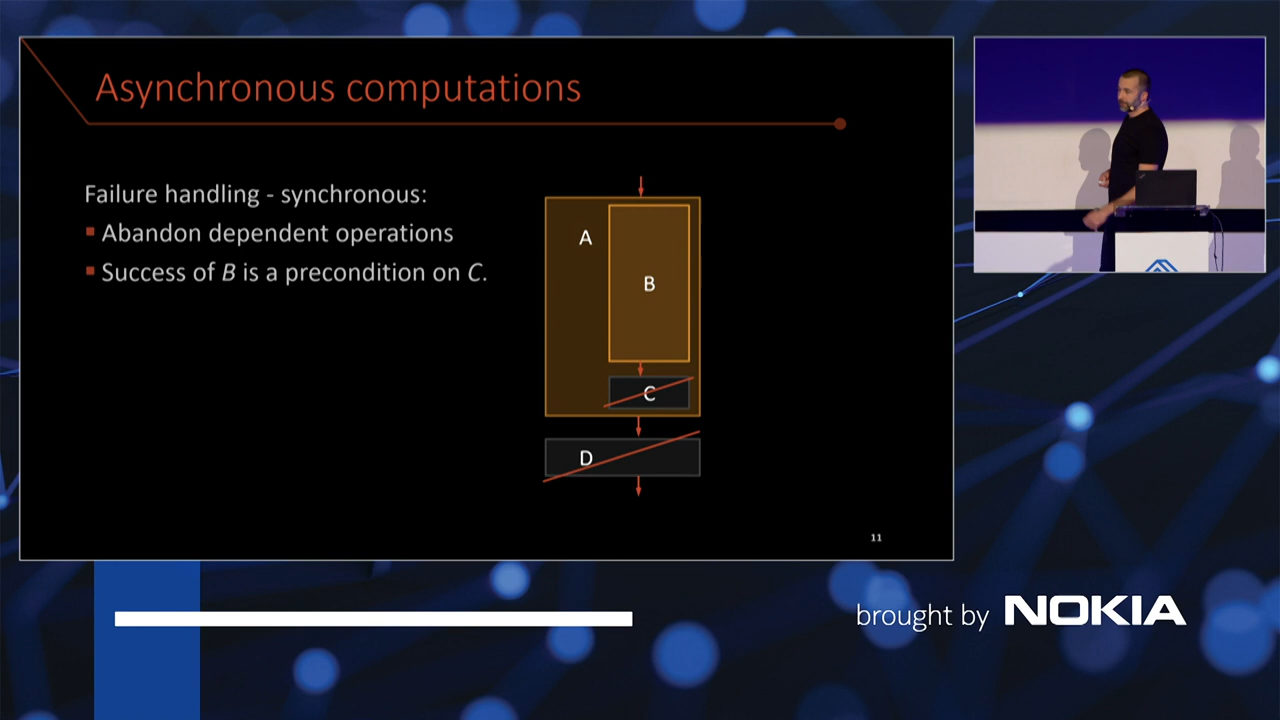 Asynchronous computations
Failure handling - synchronous:
Abandon dependent operations
Success of B is a precondition on C.
A
B
C
D
11
brought by NOKIA